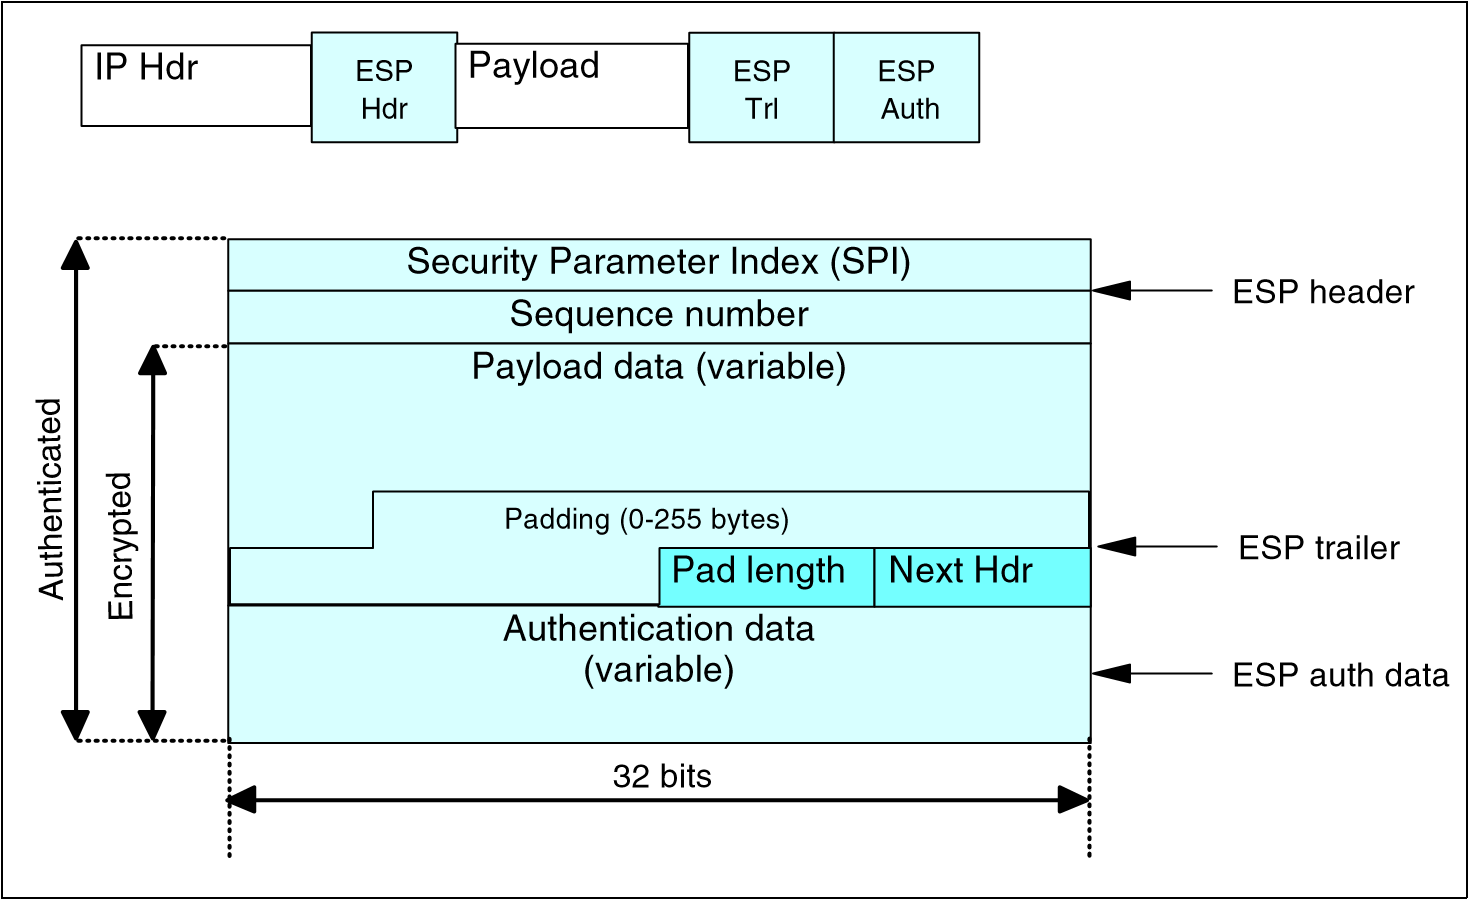 IP Hdr
ESP
Hdr
Payload
ESP
Trl
ESP
Auth
Security Parameter Index (SPI)
ESP header
Sequence number
Payload data (variable)
Authenticated
Encrypted
Padding (0-255 bytes)
ESP trailer
Pad length
Next Hdr
Authentication data
(variable)
ESP auth data
32 bits